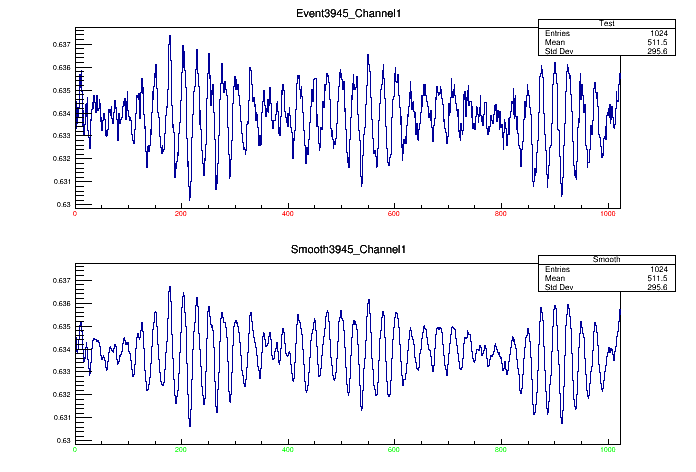 Event3945_Channel1
Test
Entries 1024
Mean 511.5
Std Dev 295.6
0.637
0.636
0.635
0.634
0.633
0.632
0.631
0.63
0 200 400 600 800 1000
Smooth3945_Channel1
Smooth
Entries 1024
Mean 511.5
Std Dev 295.6
0.637
0.636
0.635
0.634
0.633
0.632
0.631
0.63
0 200 400 600 800 1000